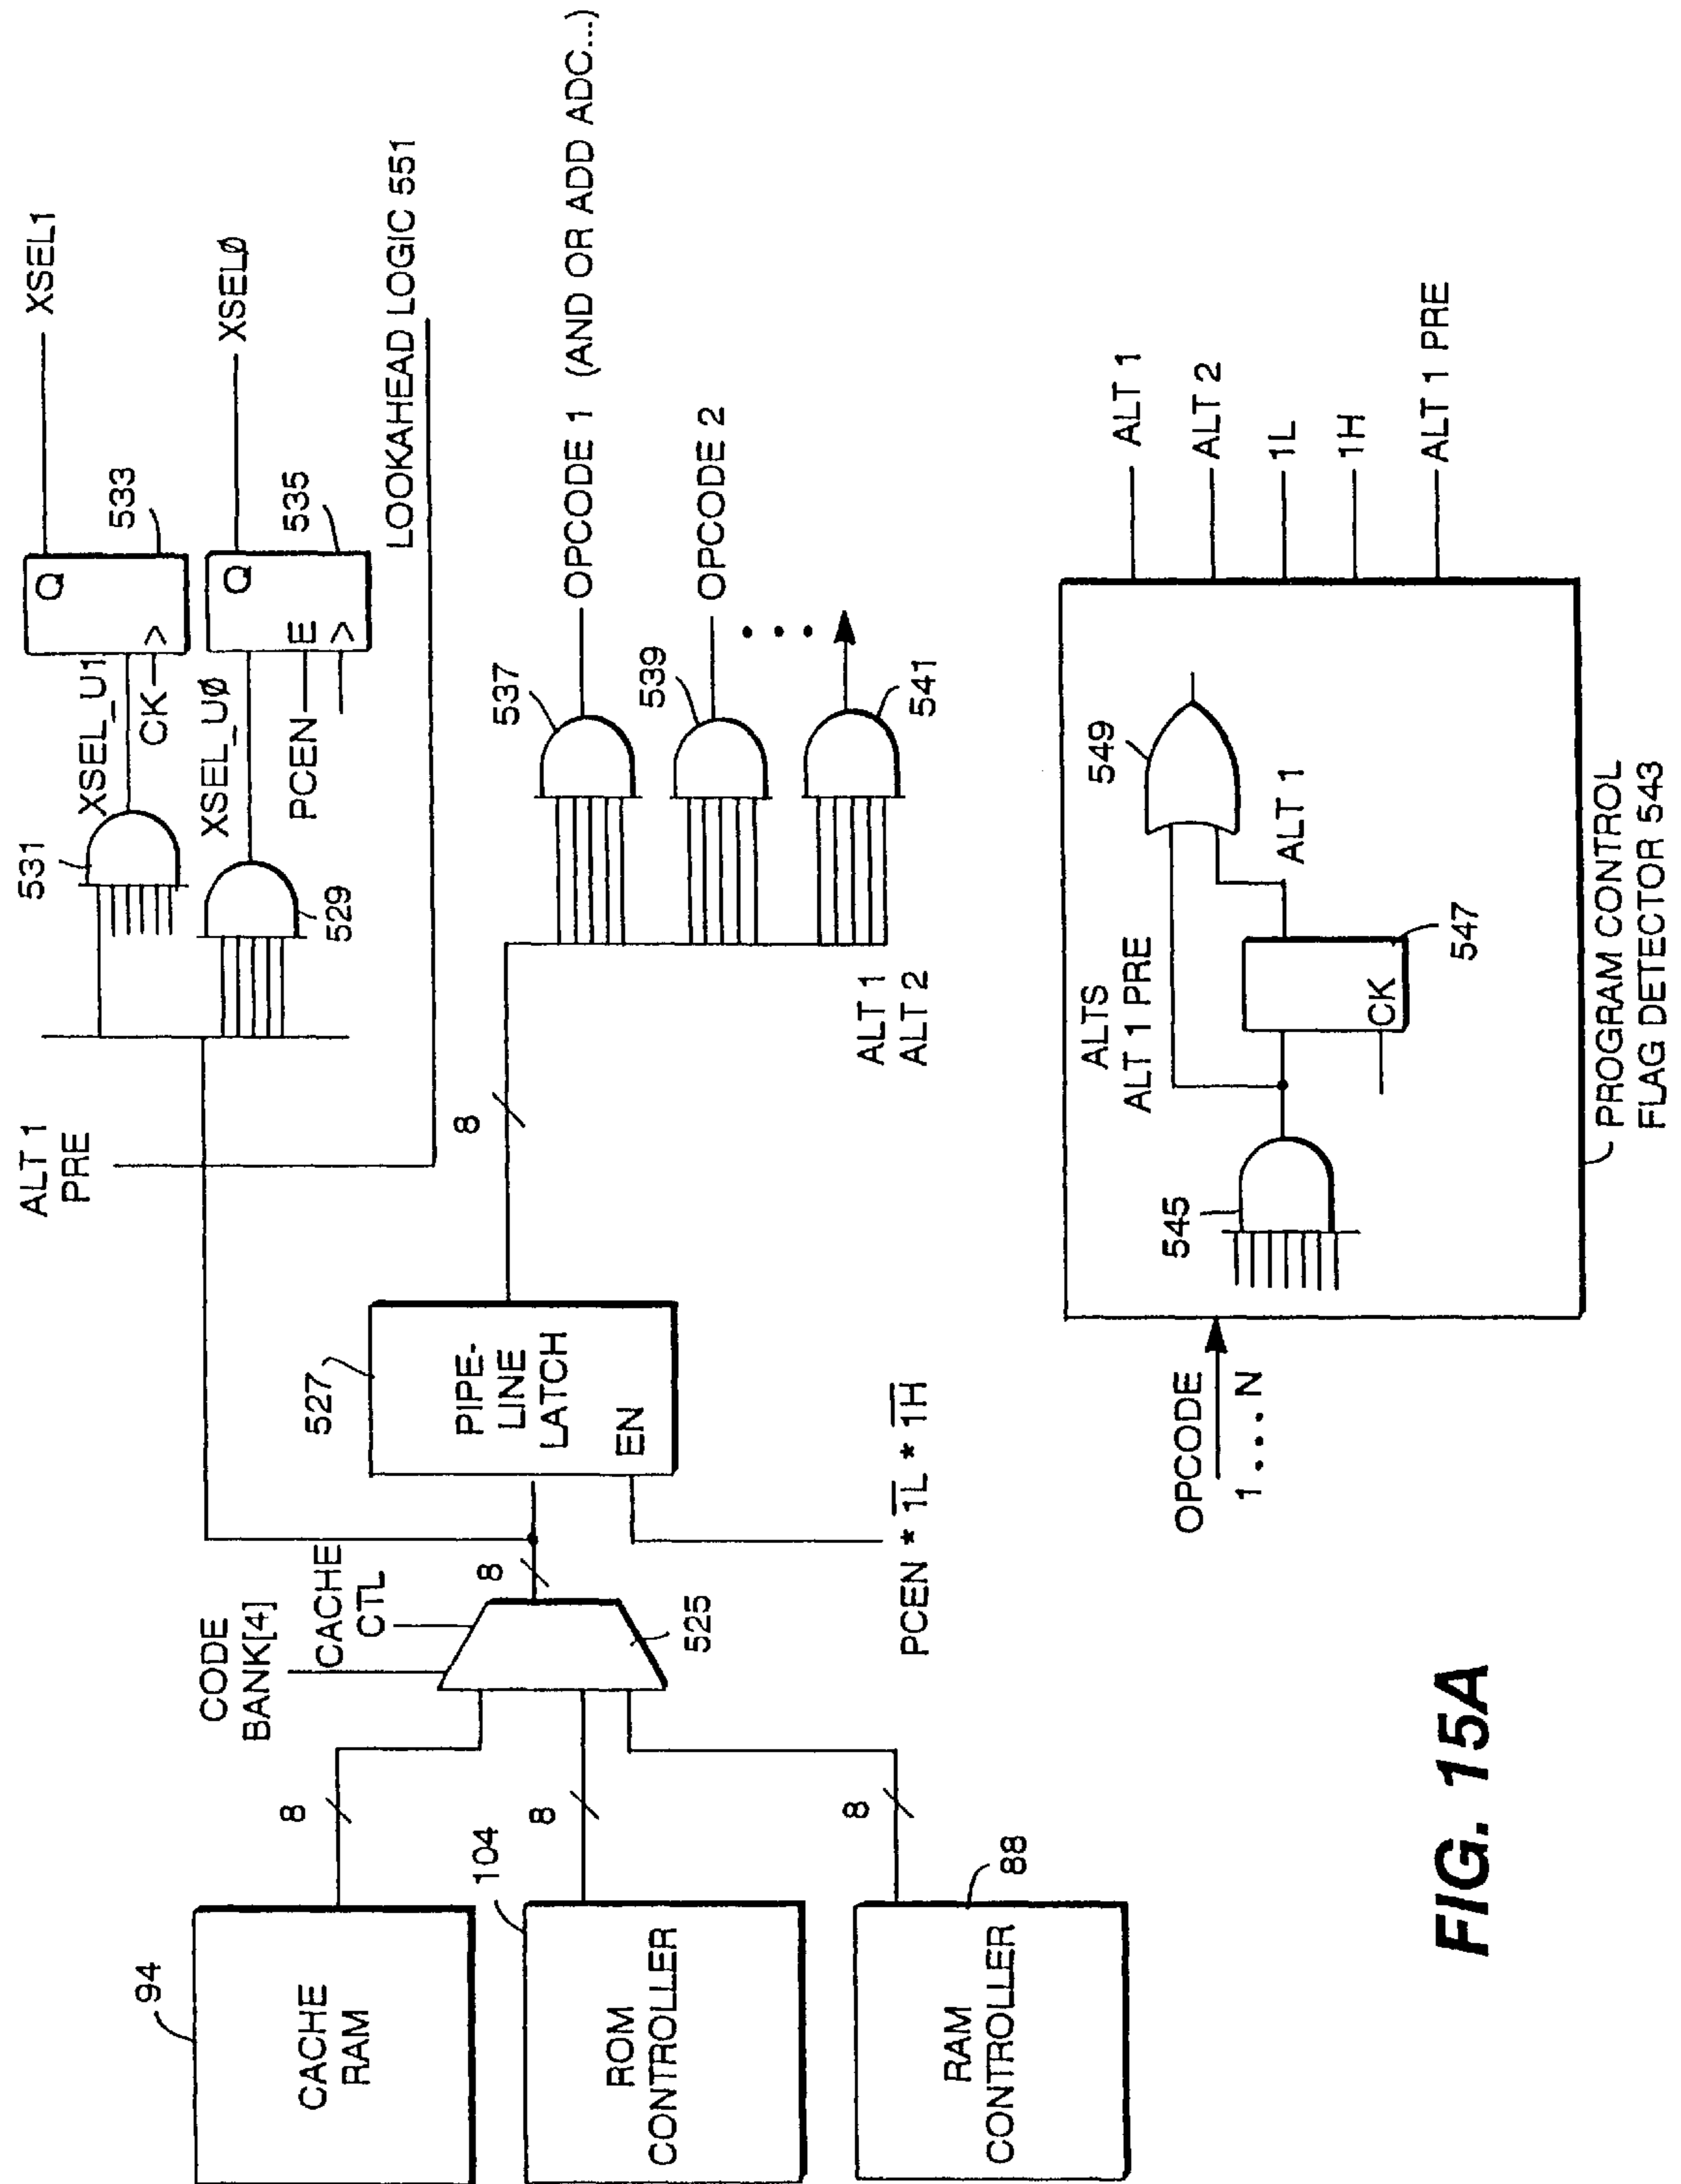 94
CACHE
RAM
104
ROM
CONTROLLER
RAM
CONTROLLER
88
8
8
8
CODE
BANK[4]
CACHE
CTL
525
8
527
PIPE-
LINE
LATCH
EN
PCEN * 1L * 1H
8
ALT 1
PRE
531
529
XSEL_U1
CK
XSEL_UØ
PCEN
E
Q
533
Q
535
XSEL1
XSELØ
LOOKAHEAD LOGIC 551
537
539
541
OPCODE 1 (AND OR ADD ADC...)
OPCODE 2
ALT 1
ALT 2
OPCODE
1 .... N
545
ALTS
ALT 1 PRE
CK
547
ALT 1
549
ALT 1
ALT 2
1L
1H
ALT 1 PRE
PROGRAM CONTROL
FLAG DETECTOR 543
FIG. 15A